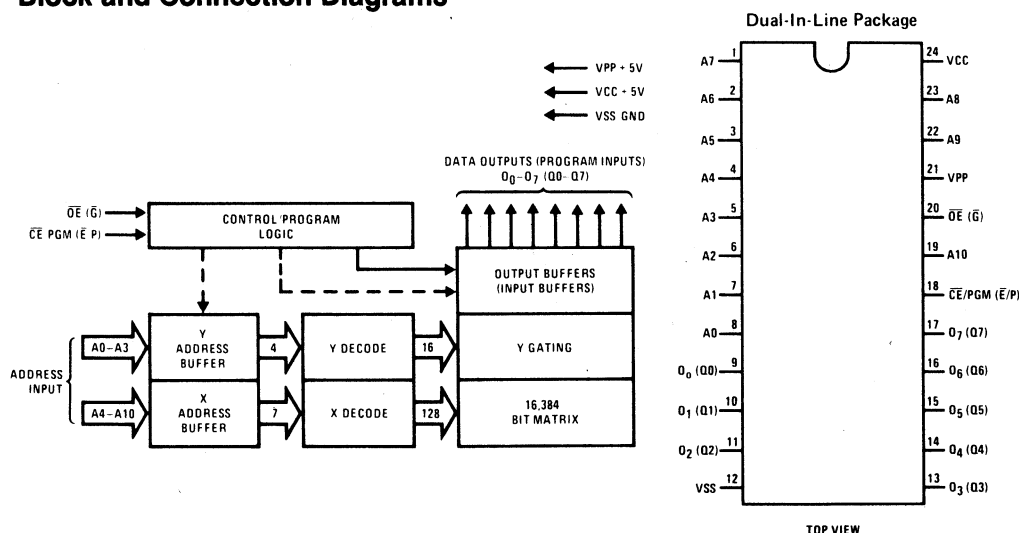 Block and Connection Diagrams
Dual-In-Line Package
VPP + 5V
VCC + 5V
VSS GND
DATA OUTPUTS (PROGRAM INPUTS)
O0-O7 (Q0-Q7)
OE (G)
CE PGM (E P)
CONTROL PROGRAM
LOGIC
OUTPUT BUFFERS
(INPUT BUFFERS)
ADDRESS
INPUT
A0-A3
Y
ADDRESS
BUFFER
4
Y DECODE
16
Y GATING
A4-A10
X
ADDRESS
BUFFER
7
X DECODE
128
16,384
BIT MATRIX
A7 1
24 VCC
A6 2
23 A8
A5 3
22 A9
A4 4
21 VPP
A3 5
20 OE (G)
A2 6
19 A10
A1 7
18 CE/PGM (E/P)
A0 8
17 O7 (Q7)
Oo (Q0) 9
16 O6 (Q6)
O1 (Q1) 10
15 O5 (Q5)
O2 (Q2) 11
14 O4 (Q4)
VSS 12
13 O3 (Q3)
TOP VIEW